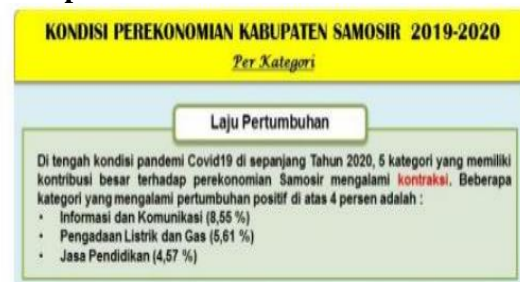 KONDISI PEREKONOMIAN KABUPATEN SAMOSIR 2019-2020
Per Kategori
Laju Pertumbuhan
Di tengah kondisi pandemi Covid19 di sepanjang Tahun 2020, 5 kategori yang memiliki
kontribusi besar terhadap perekonomian Samosir mengalami kontraksi. Beberapa
kategori yang mengalami pertumbuhan positif di atas 4 persen adalah :
• Informasi dan Komunikasi (8,55 %)
• Pengadaan Listrik dan Gas (5,61 %)
• Jasa Pendidikan (4,57 %)